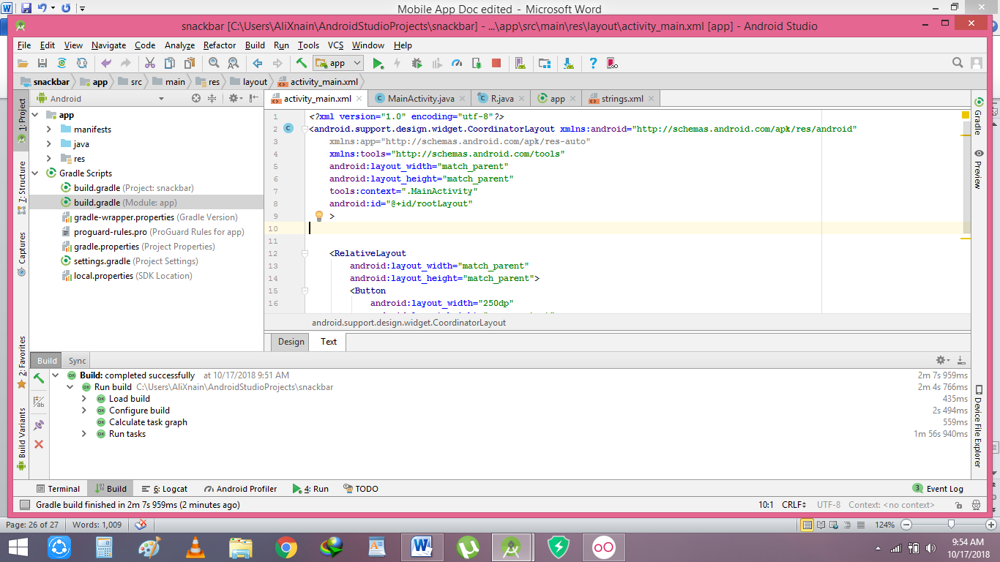 Mobile App Doc edited - Microsoft Word
snackbar [C:\Users\AliXnain\AndroidStudioProjects\snackbar] - ...\app\src\main\res\layout\activity_main.xml [app] - Android Studio
File Edit View Navigate Code Analyze Refactor Build Run Tools VCS Window Help
app
snackbar app src main res layout activity_main.xml
1: Project
Android
activity_main.xml MainActivity.java R.java app strings.xml
app
manifests
java
res
Gradle Scripts
build.gradle (Project: snackbar)
build.gradle (Module: app)
gradle-wrapper.properties (Gradle Version)
proguard-rules.pro (ProGuard Rules for app)
gradle.properties (Project Properties)
settings.gradle (Project Settings)
local.properties (SDK Location)
7: Structure
Captures
2: Favorites
Build Variants
1 <?xml version="1.0" encoding="utf-8"?>
2 <android.support.design.widget.CoordinatorLayout xmlns:android="http://schemas.android.com/apk/res/android"
3 xmlns:app="http://schemas.android.com/apk/res-auto"
4 xmlns:tools="http://schemas.android.com/tools"
5 android:layout_width="match_parent"
6 android:layout_height="match_parent"
7 tools:context=".MainActivity"
8 android:id="@+id/rootLayout"
9 >
10
11
12 <RelativeLayout
13 android:layout_width="match_parent"
14 android:layout_height="match_parent">
15 <Button
16 android:layout_width="250dp"
android.support.design.widget.CoordinatorLayout
Design Text
Gradle
Preview
Device File Explorer
Build Sync
Build: completed successfully at 10/17/2018 9:51 AM 2m 7s 959ms
Run build C:\Users\AliXnain\AndroidStudioProjects\snackbar 2m 4s 766ms
Load build 435ms
Configure build 2s 494ms
Calculate task graph 559ms
Run tasks 1m 56s 940ms
Terminal Build 6: Logcat Android Profiler 4: Run TODO 3 Event Log
Gradle build finished in 2m 7s 959ms (2 minutes ago) 10:1 CRLF UTF-8 Context: <no context>
Page: 26 of 27 Words: 1,009 124%
9:54 AM
10/17/2018